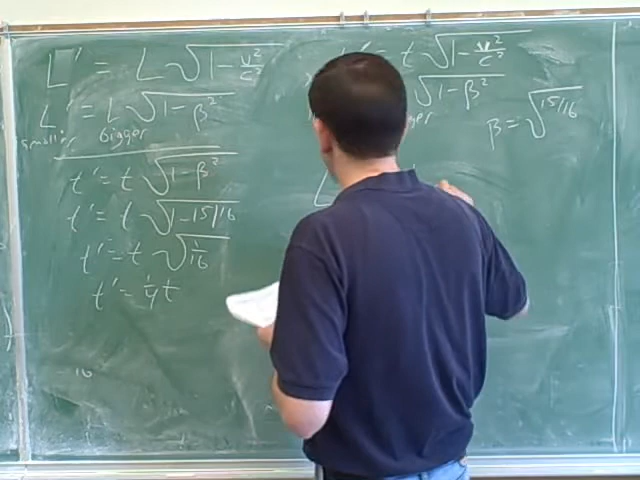 L' = L √1 - v²/c²
L' = L √1 - β²
smaller bigger
t' = t √1 - β²
t' = t √1 - 15/16
t' = t √1/16
t' = 1/4 t
t' = t √1 - v²/c²
√1 - β²
β = √15/16
L